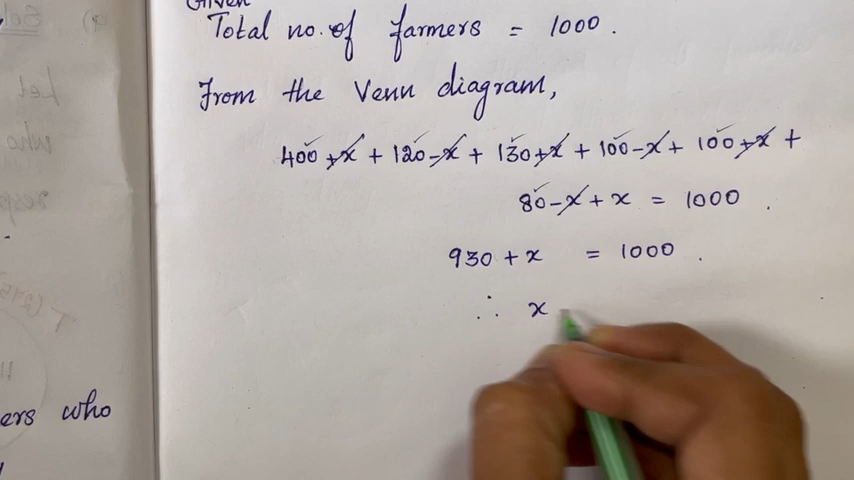 Given
Total no. of farmers = 1000.
From the Venn diagram,
400 + x + 120 - x + 130 + x + 100 - x + 100 + x +
80 - x + x = 1000.
930 + x = 1000.
∴ x
ers who